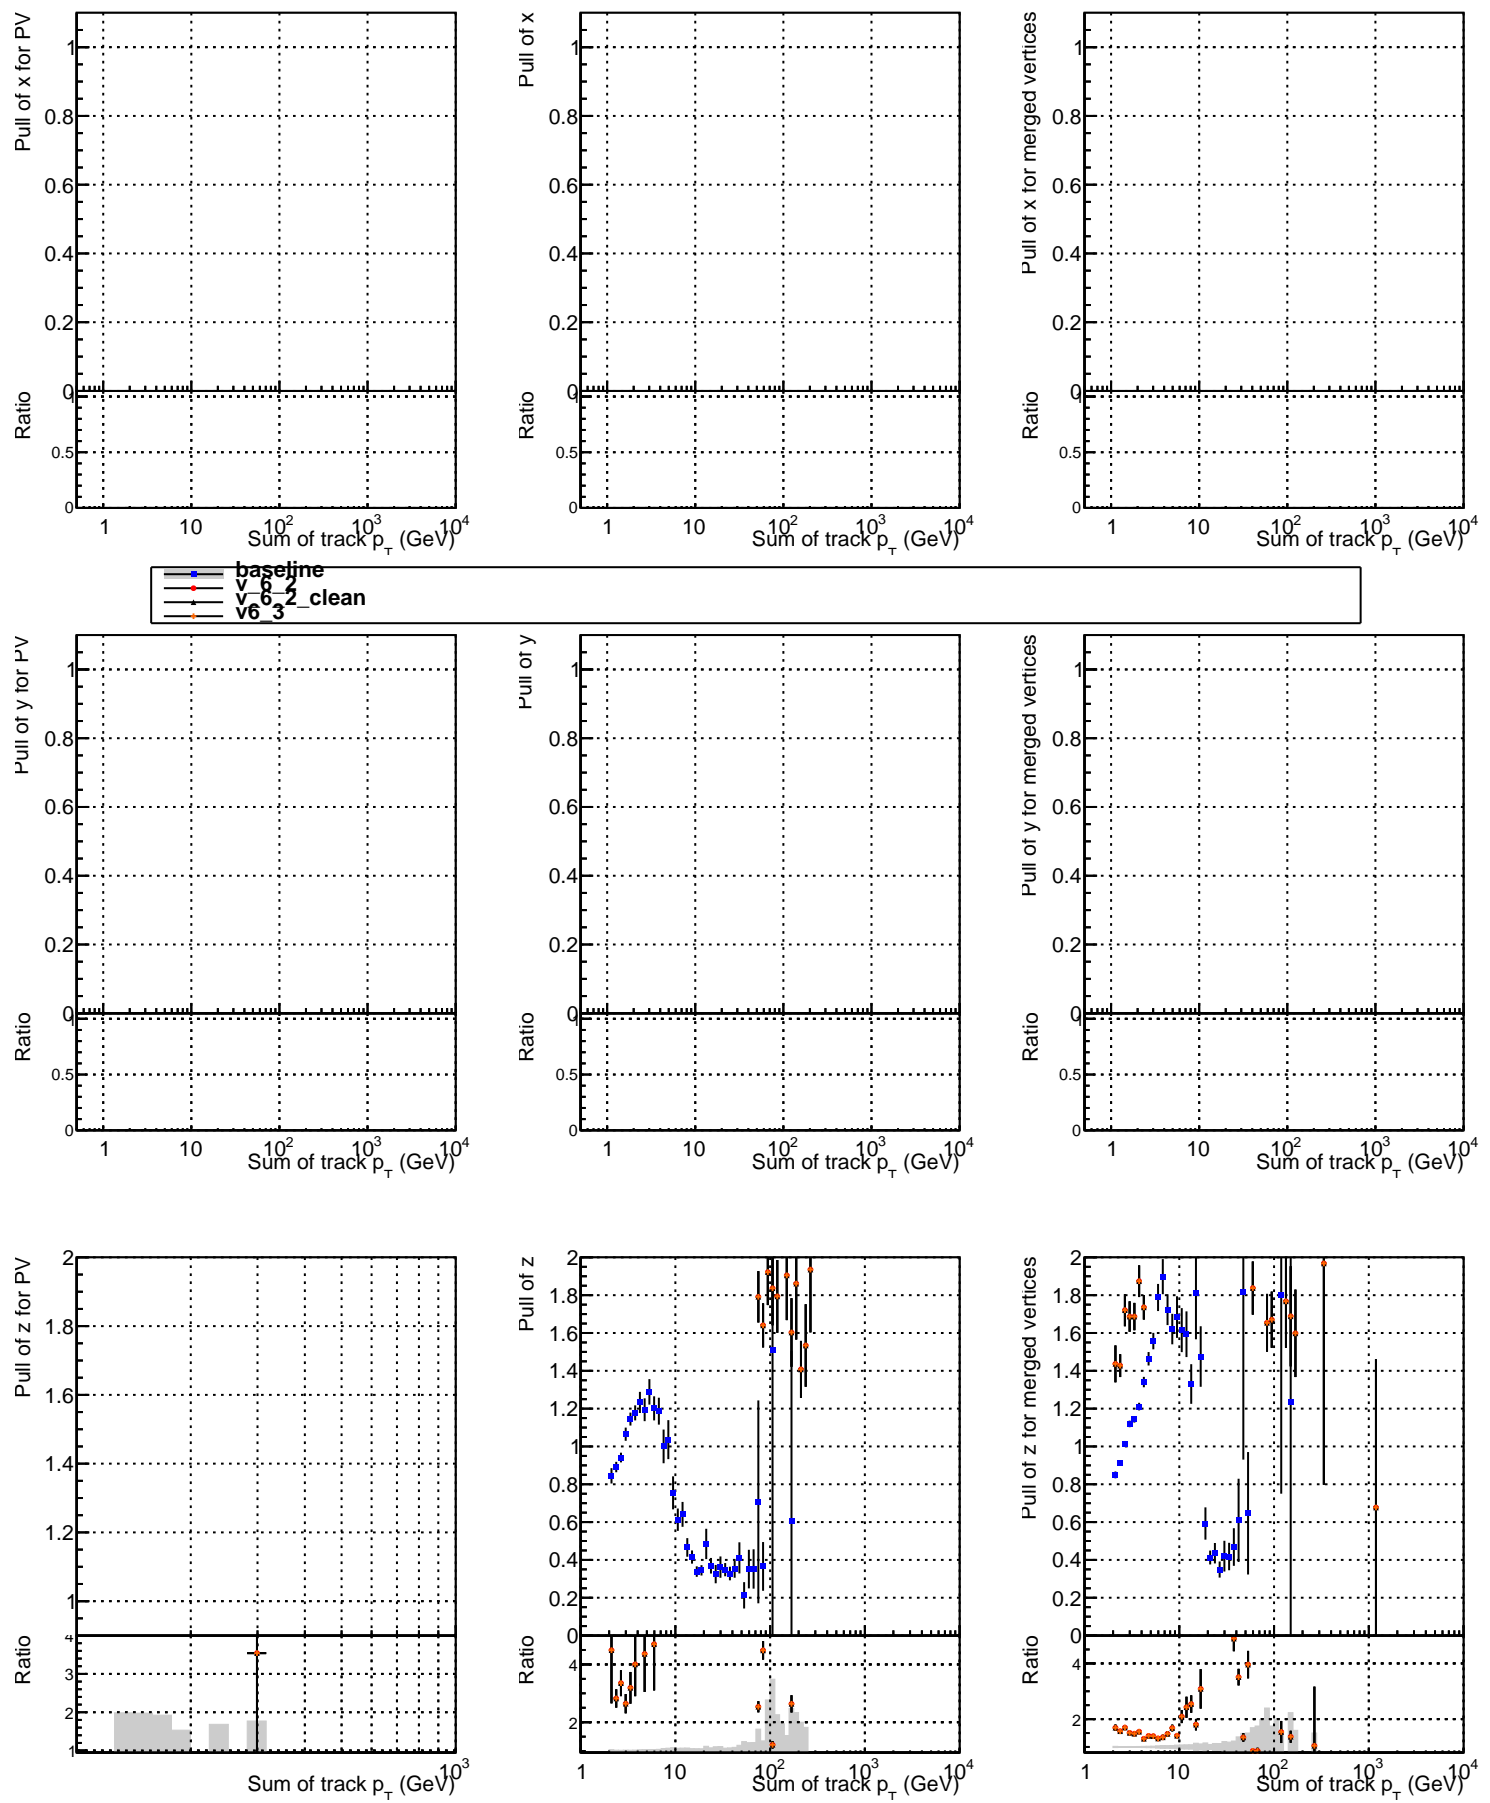 Pull of x for PV
1
0.8
0.6
0.4
0.2
0
Ratio
1
0.5
0
1 10 10^2 10^3 10^4
Sum of track p_T (GeV)
Pull of x
1
0.8
0.6
0.4
0.2
0
Ratio
1
0.5
0
1 10 10^2 10^3 10^4
Sum of track p_T (GeV)
Pull of x for merged vertices
1
0.8
0.6
0.4
0.2
0
Ratio
1
0.5
0
1 10 10^2 10^3 10^4
Sum of track p_T (GeV)
baseline
v_6_2
v_6_2_clean
v6_3
Pull of y for PV
1
0.8
0.6
0.4
0.2
0
Ratio
1
0.5
0
1 10 10^2 10^3 10^4
Sum of track p_T (GeV)
Pull of y
1
0.8
0.6
0.4
0.2
0
Ratio
1
0.5
0
1 10 10^2 10^3 10^4
Sum of track p_T (GeV)
Pull of y for merged vertices
1
0.8
0.6
0.4
0.2
0
Ratio
1
0.5
0
1 10 10^2 10^3 10^4
Sum of track p_T (GeV)
Pull of z for PV
2
1.8
1.6
1.4
1.2
1
Ratio
4
3
2
1
10^3
Sum of track p_T (GeV)
Pull of z
2
1.8
1.6
1.4
1.2
1
0.8
0.6
0.4
0.2
0
Ratio
4
2
1 10 10^2 10^3 10^4
Sum of track p_T (GeV)
Pull of z for merged vertices
2
1.8
1.6
1.4
1.2
1
0.8
0.6
0.4
0.2
0
Ratio
4
2
1 10 10^2 10^3 10^4
Sum of track p_T (GeV)